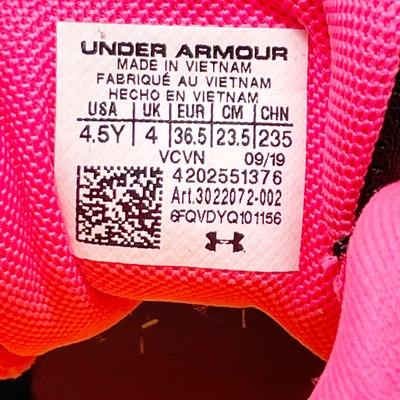 UNDER ARMOUR
MADE IN VIETNAM
FABRIQUÉ AU VIETNAM
HECHO EN VIETNAM
USA UK EUR CM CHN
4.5Y 4 36.5 23.5 235
VCVN 09/19
4202551376
Art.3022072-002
6FQVDYQ101156